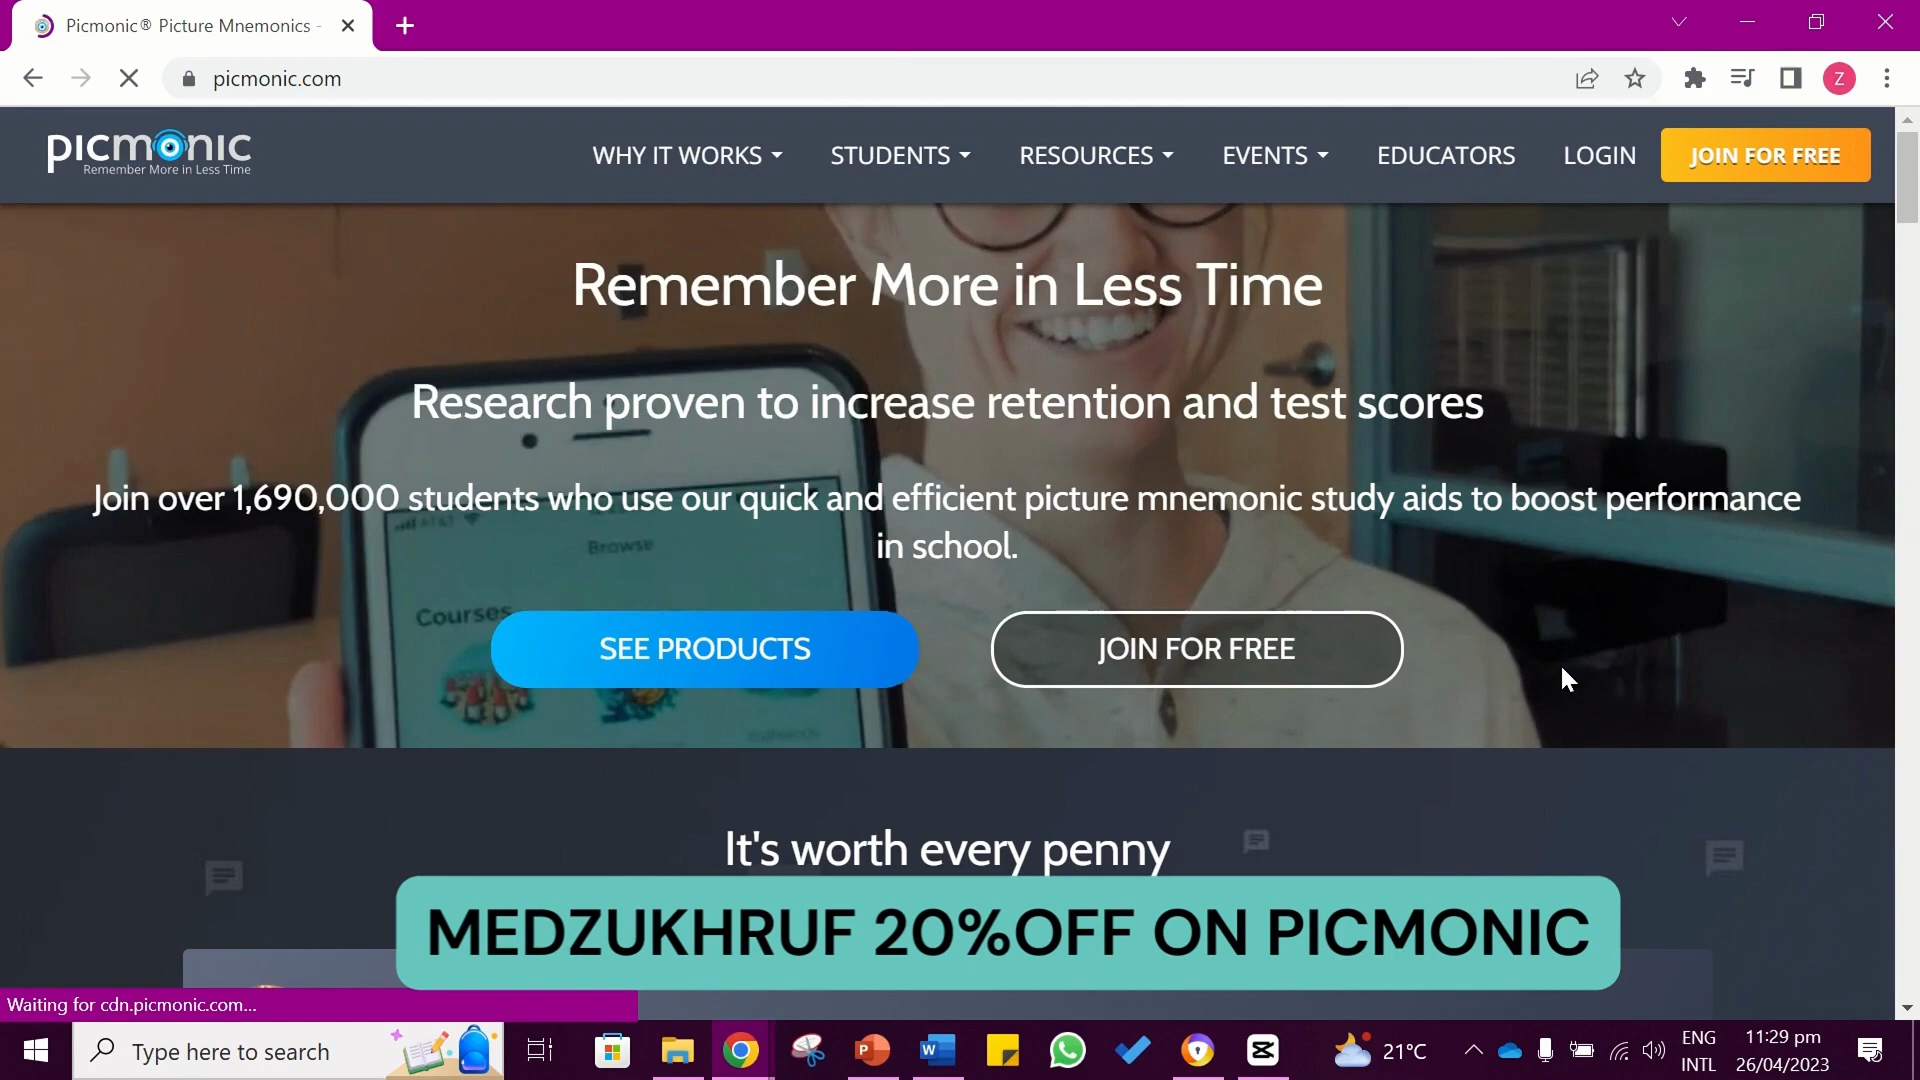 Picmonic® Picture Mnemonics -
picmonic.com
Z
picmonic
Remember More in Less Time
WHY IT WORKS
STUDENTS
RESOURCES
EVENTS
EDUCATORS
LOGIN
JOIN FOR FREE
Remember More in Less Time
Research proven to increase retention and test scores
Join over 1,690,000 students who use our quick and efficient picture mnemonic study aids to boost performance
in school.
AT&T
Browse
Courses
SEE PRODUCTS
JOIN FOR FREE
It's worth every penny
MEDZUKHRUF 20%OFF ON PICMONIC
Waiting for cdn.picmonic.com...
Type here to search
21°C
ENG
INTL
11:29 pm
26/04/2023